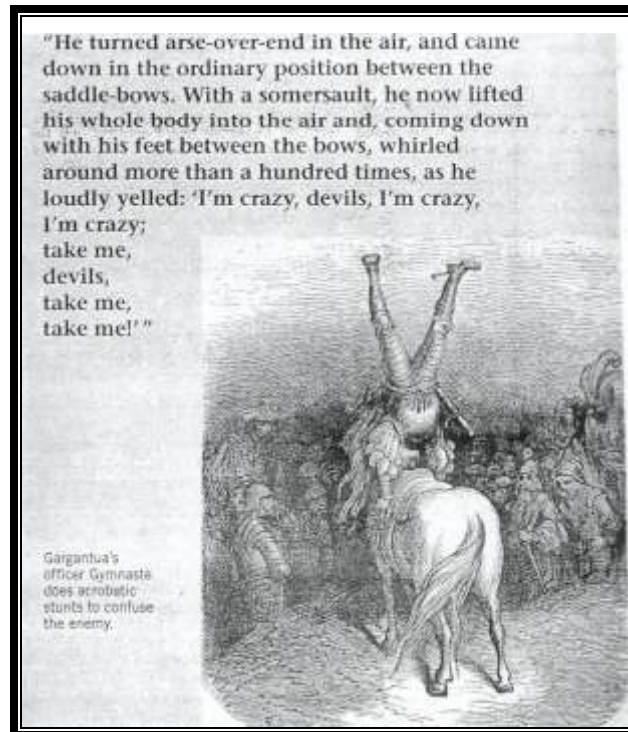 “He turned arse-over-end in the air, and came
down in the ordinary position between the
saddle-bows. With a somersault, he now lifted
his whole body into the air and, coming down
with his feet between the bows, whirled
around more than a hundred times, as he
loudly yelled: ‘I’m crazy, devils, I’m crazy,
I’m crazy;
take me,
devils,
take me,
take me!’ ”
Gargantua's
officer Gymnaste
does acrobatic
stunts to confuse
the enemy.